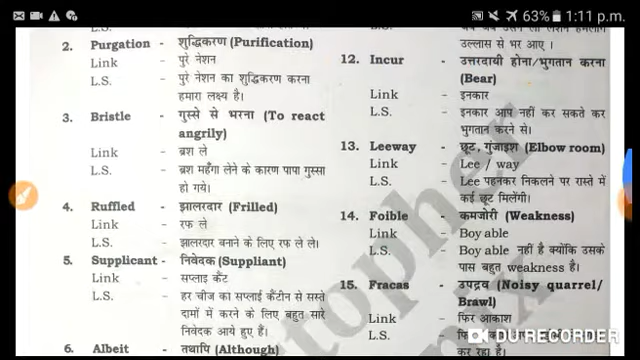 63% 1:11 p.m.
2. Purgation - शुद्धिकरण (Purification)
Link - पुरे नेशन
L.S. - पुरे नेशन का शुद्धिकरण करना
हमारा लक्ष्य है।
3. Bristle - गुस्से से भरना (To react
angrily)
Link - ब्रश ले
L.S. - ब्रश महँगा लेने के कारण पापा गुस्सा
हो गये।
4. Ruffled - झालरदार (Frilled)
Link - रफ ले
L.S. - झालरदार बनाने के लिए रफ ले ले।
5. Supplicant - निवेदक (Suppliant)
Link - सप्लाई कैंट
L.S. - हर चीज का सप्लाई कैंटीन से सस्ते
दामों में करने के लिए बहुत सारे
निवेदक आये हुए हैं।
6. Albeit - तथापि (Although)
L.S.
उल्लास से भर आए ।
12. Incur - उत्तरदायी होना/भुगतान करना
(Bear)
Link - इनकार
L.S. - इनकार आप नहीं कर सकते कर
भुगतान करने से।
13. Leeway - छूट, गुंजाइश (Elbow room)
Link - Lee / way
L.S. - Lee पहनकर निकलने पर रास्ते में
कई छूट मिलेंगी।
14. Foible - कमजोरी (Weakness)
Link - Boy able
L.S. - Boy able नहीं है क्योंकि उसके
पास बहुत weakness है।
15. Fracas - उपद्रव (Noisy quarrel/
Brawl)
Link - फिर आकाश
L.S. - फि
कर रहा है।
DU RECORDER